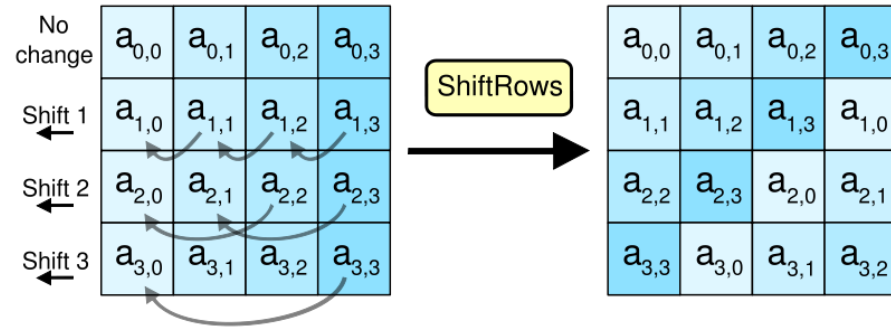 No change a0,0 a0,1 a0,2 a0,3
Shift 1 a1,0 a1,1 a1,2 a1,3
Shift 2 a2,0 a2,1 a2,2 a2,3
Shift 3 a3,0 a3,1 a3,2 a3,3
ShiftRows
a0,0 a0,1 a0,2 a0,3
a1,1 a1,2 a1,3 a1,0
a2,2 a2,3 a2,0 a2,1
a3,3 a3,0 a3,1 a3,2